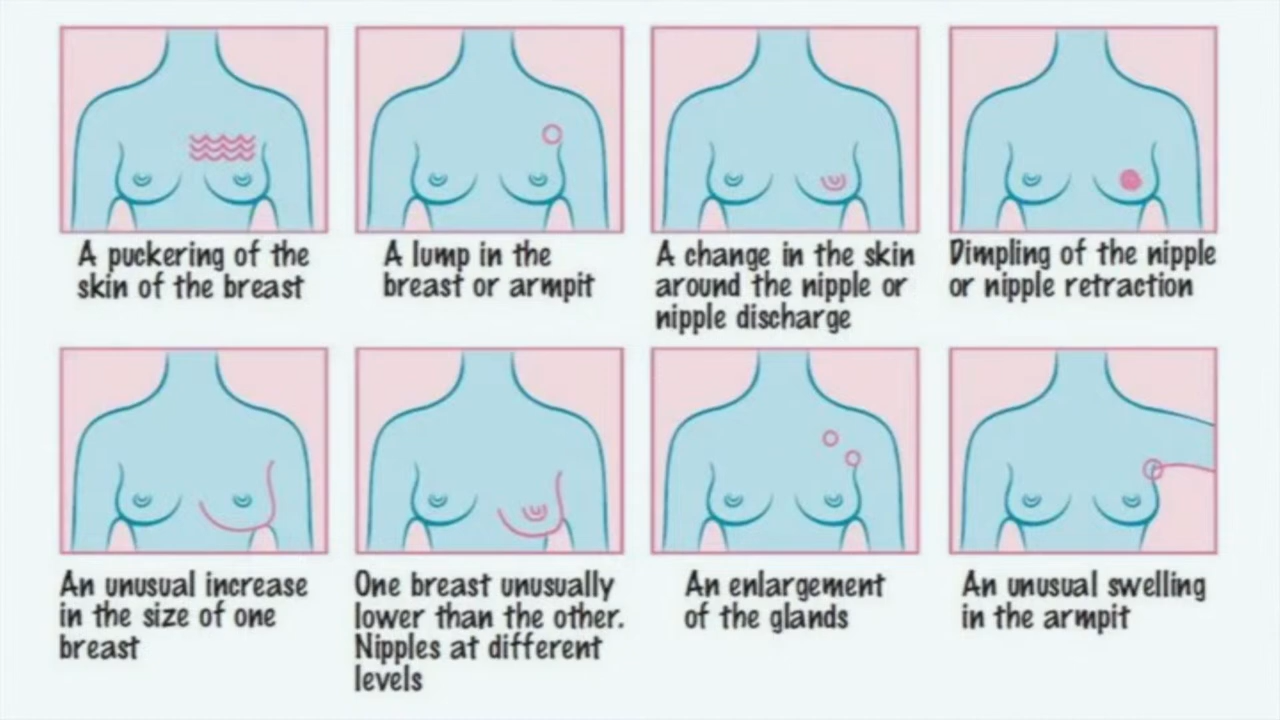 A puckering of the
skin of the breast
A lump in the
breast or armpit
A change in the skin
around the nipple or
nipple discharge
Dimpling of the nipple
or nipple retraction
An unusual increase
in the size of one
breast
One breast unusually
lower than the other.
Nipples at different
levels
An enlargement
of the glands
An unusual swelling
in the armpit